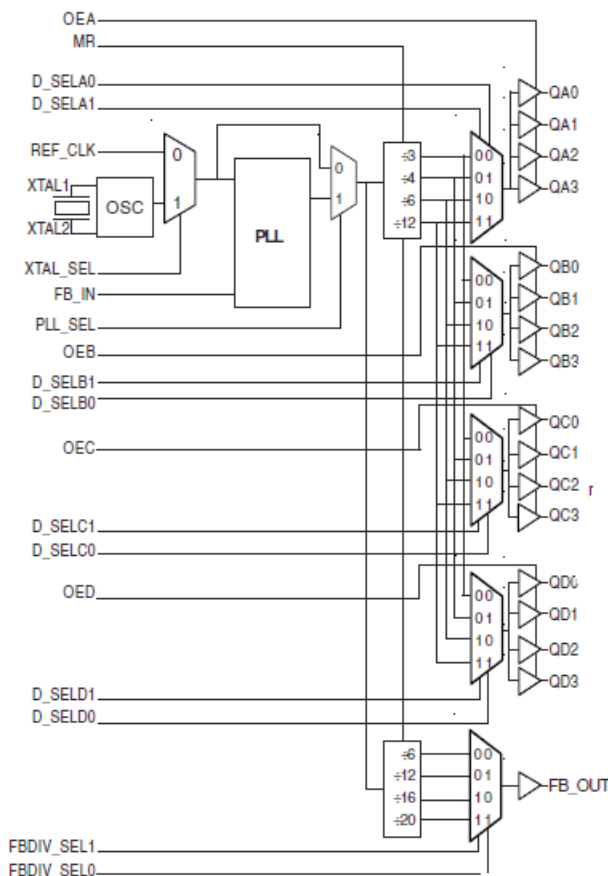 OEA
MR
D_SELA0
D_SELA1
REF_CLK
0
XTAL1
OSC
1
XTAL2
XTAL_SEL
FB_IN
PLL_SEL
PLL
0
1
÷3
÷4
÷6
÷12
00
01
10
11
QA0
QA1
QA2
QA3
OEB
D_SELB1
D_SELB0
00
01
10
11
QB0
QB1
QB2
QB3
OEC
D_SELC1
D_SELC0
00
01
10
11
QC0
QC1
QC2
r
QC3
OED
D_SELD1
D_SELD0
00
01
10
11
QD0
QD1
QD2
QD3
÷6
÷12
÷16
÷20
00
01
10
11
FB_OUT
FBDIV_SEL1
FBDIV_SEL0